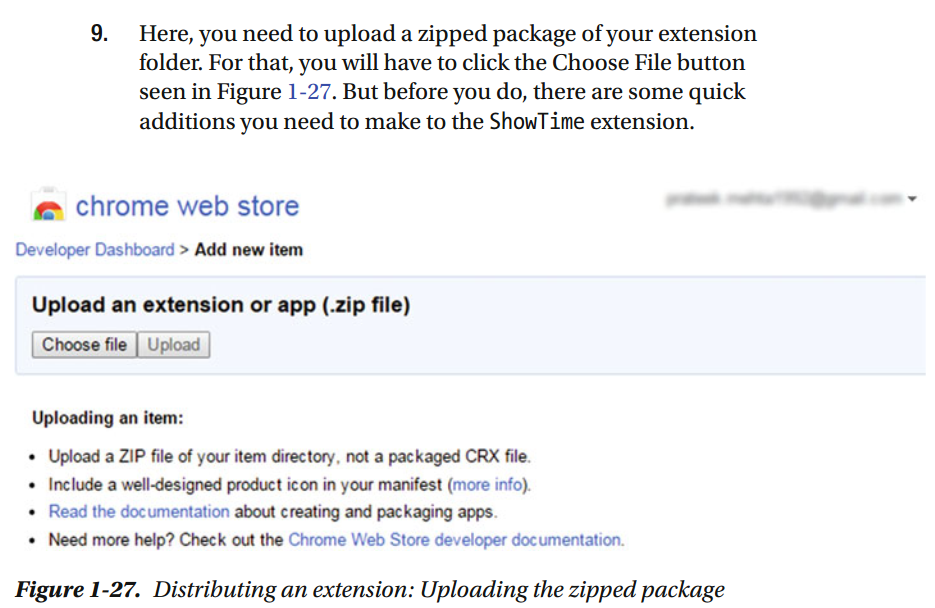 9. Here, you need to upload a zipped package of your extension
folder. For that, you will have to click the Choose File button
seen in Figure 1-27. But before you do, there are some quick
additions you need to make to the ShowTime extension.
chrome web store
Developer Dashboard > Add new item
Upload an extension or app (.zip file)
Choose file Upload
Uploading an item:
• Upload a ZIP file of your item directory, not a packaged CRX file.
• Include a well-designed product icon in your manifest (more info).
• Read the documentation about creating and packaging apps.
• Need more help? Check out the Chrome Web Store developer documentation.
Figure 1-27. Distributing an extension: Uploading the zipped package